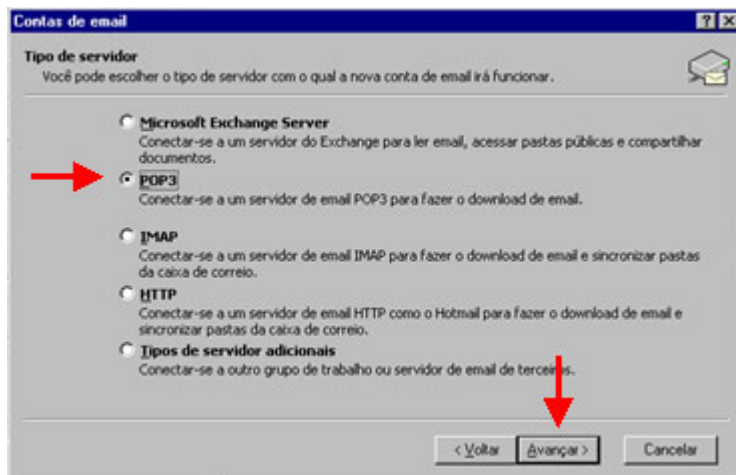 Contas de email
Tipo de servidor
Você pode escolher o tipo de servidor com o qual a nova conta de email irá funcionar.
Microsoft Exchange Server
Conectar-se a um servidor do Exchange para ler email, acessar pastas públicas e compartilhar
documentos.
POP3
Conectar-se a um servidor de email POP3 para fazer o download de email.
IMAP
Conectar-se a um servidor de email IMAP para fazer o download de email e sincronizar pastas
da caixa de correio.
HTTP
Conectar-se a um servidor de email HTTP como o Hotmail para fazer o download de email e
sincronizar pastas da caixa de correio.
Tipos de servidor adicionais
Conectar-se a outro grupo de trabalho ou servidor de email de terceiros.
< Voltar Avançar > Cancelar